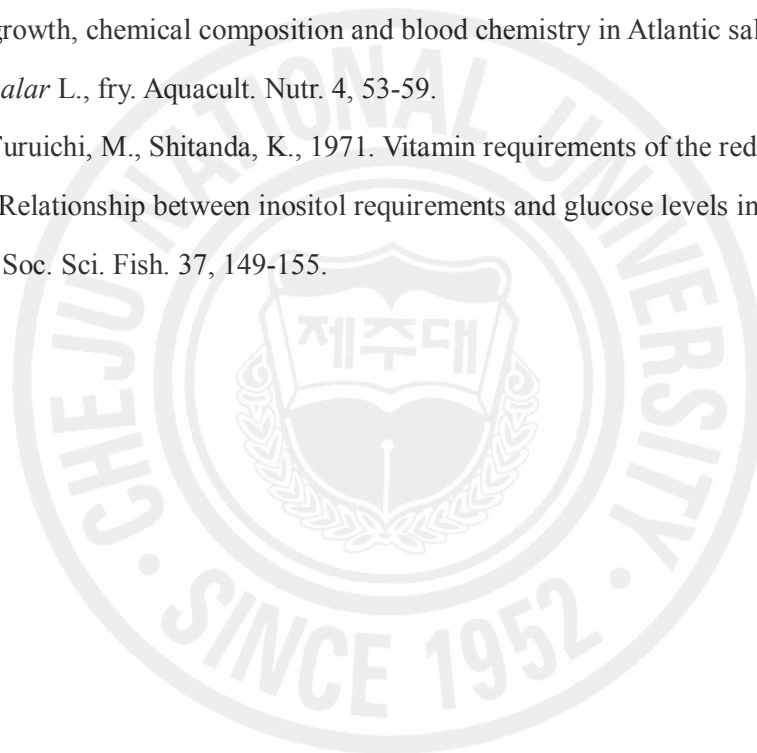 growth, chemical composition and blood chemistry in Atlantic sal
alar L., fry. Aquacult. Nutr. 4, 53-59.
Furuichi, M., Shitanda, K., 1971. Vitamin requirements of the red
Relationship between inositol requirements and glucose levels in
Soc. Sci. Fish. 37, 149-155.
CHEJU NATIONAL UNIVERSITY
제주대
SINCE 1952